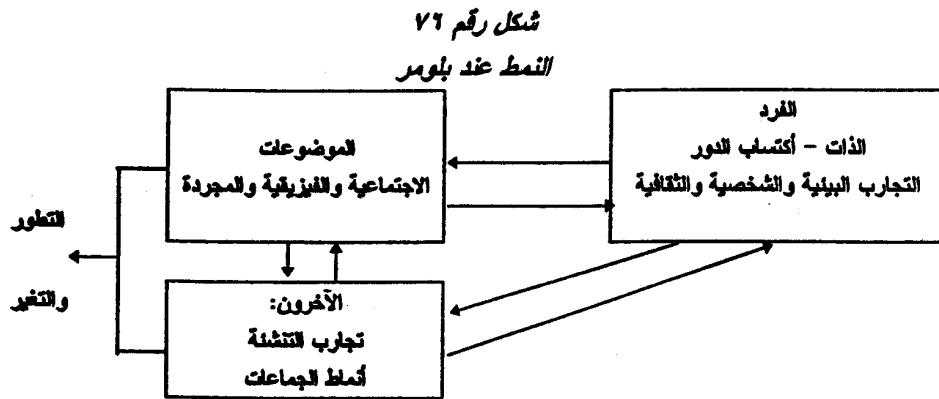 شكل رقم ٧٦
النمط عند بلومر
الفرد
الذات – أكتساب الدور
التجارب البيئية والشخصية والثقافية
الموضوعات
الاجتماعية والفيزيقية والمجردة
التطور
والتغير
الآخرون:
تجارب التنشئة
أنماط الجماعات